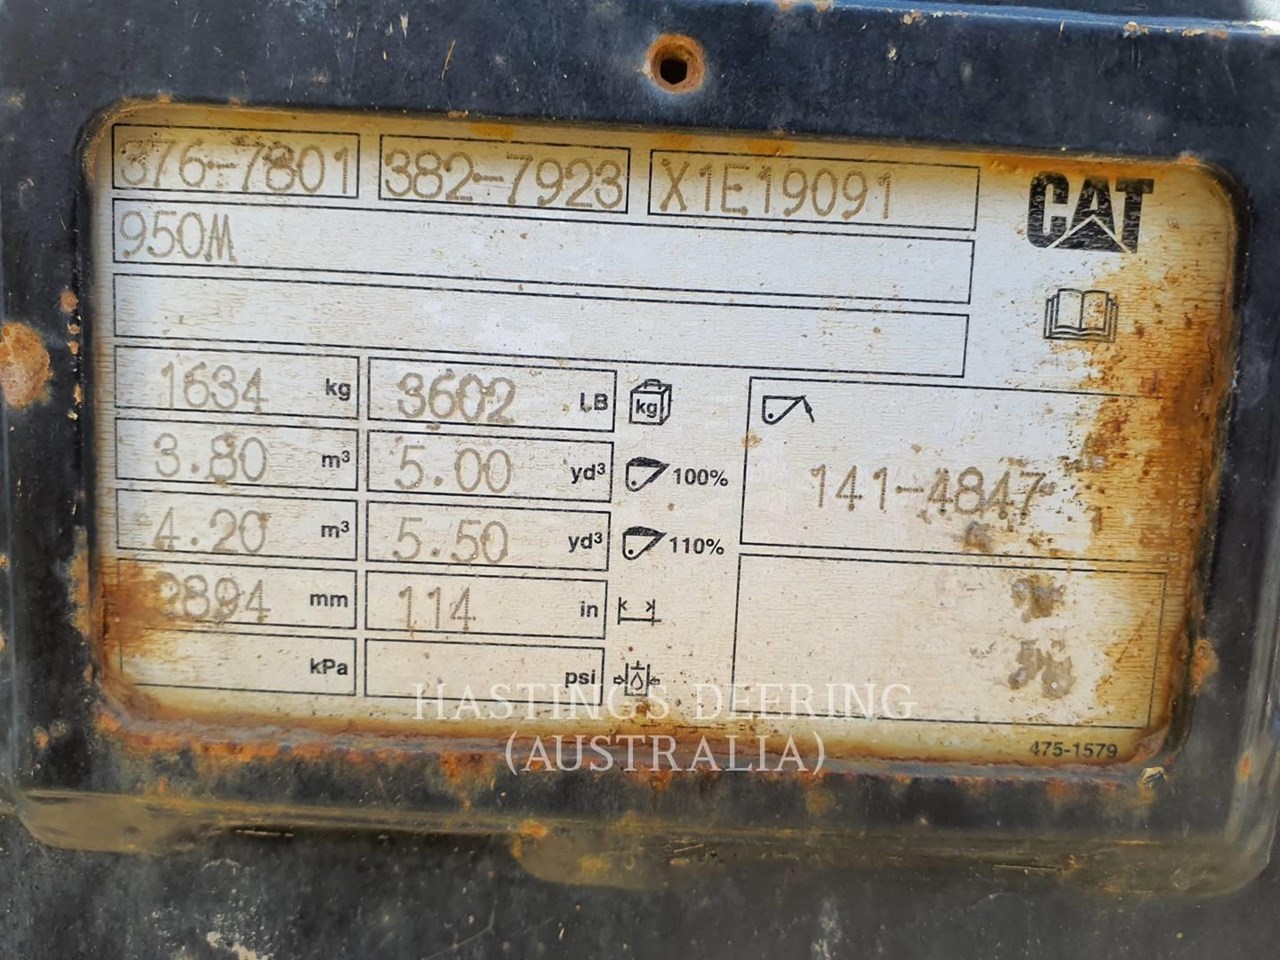 376-7801 382-7923 X1E19091 CAT
950M
1634 kg 3602 LB kg
3.80 m³ 5.00 yd³ 100%
141-4847
4.20 m³ 5.50 yd³ 110%
2894 mm 114 in
kPa psi
HASTINGS DEERING
(AUSTRALIA)
475-1579